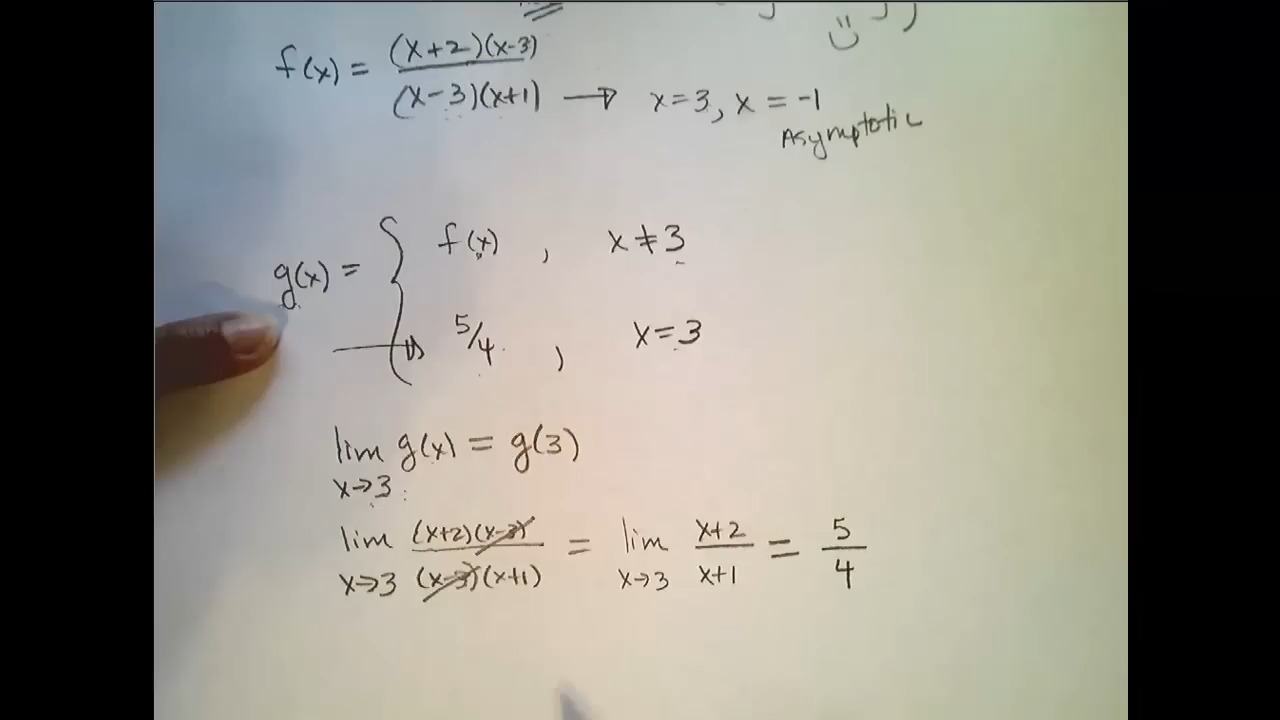 f(x) = (x+2)(x-3) / (x-3)(x+1) → x=3, x=-1
Asymptotic
g(x) = { f(x) , x≠3
→ 5/4 , x=3
lim x→3 g(x) = g(3)
lim x→3 (x+2)(x-3) / (x-3)(x+1) = lim x→3 x+2 / x+1 = 5/4